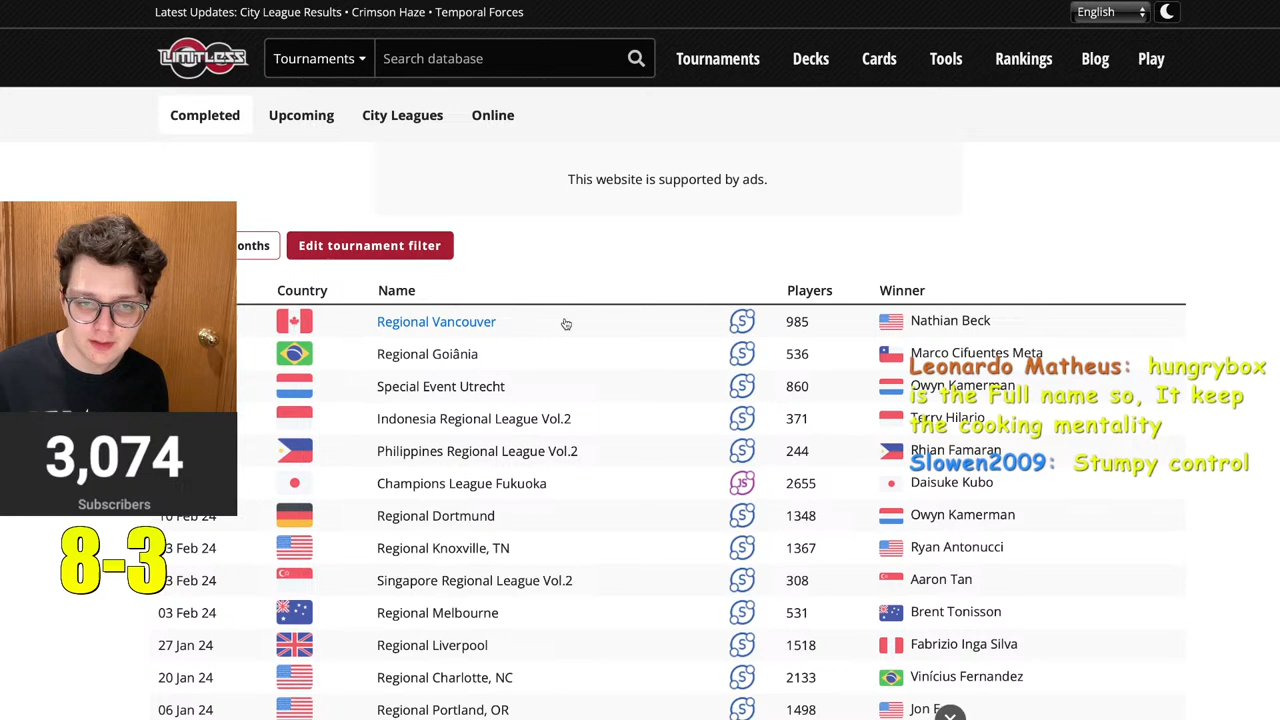 Latest Updates: City League Results • Crimson Haze • Temporal Forces
English
LIMITLESS
Tournaments
Search database
Tournaments
Decks
Cards
Tools
Rankings
Blog
Play
Completed
Upcoming
City Leagues
Online
This website is supported by ads.
onths
Edit tournament filter
Country Name Players Winner
Regional Vancouver S 985 Nathian Beck
Regional Goiânia S 536 Marco Cifuentes Meta
Special Event Utrecht S 860 Owyn Kamerman
Indonesia Regional League Vol.2 S 371 Terry Hilario
Philippines Regional League Vol.2 S 244 Rhian Famaran
Champions League Fukuoka JS 2655 Daisuke Kubo
10 Feb 24 Regional Dortmund S 1348 Owyn Kamerman
3 Feb 24 Regional Knoxville, TN S 1367 Ryan Antonucci
3 Feb 24 Singapore Regional League Vol.2 S 308 Aaron Tan
03 Feb 24 Regional Melbourne S 531 Brent Tonisson
27 Jan 24 Regional Liverpool S 1518 Fabrizio Inga Silva
20 Jan 24 Regional Charlotte, NC S 2133 Vinícius Fernandez
06 Jan 24 Regional Portland, OR S 1498 Jon E
Leonardo Matheus: hungrybox
is the Full name so, It keep
the cooking mentality
Slowen2009: Stumpy control
3,074
Subscribers
8-3